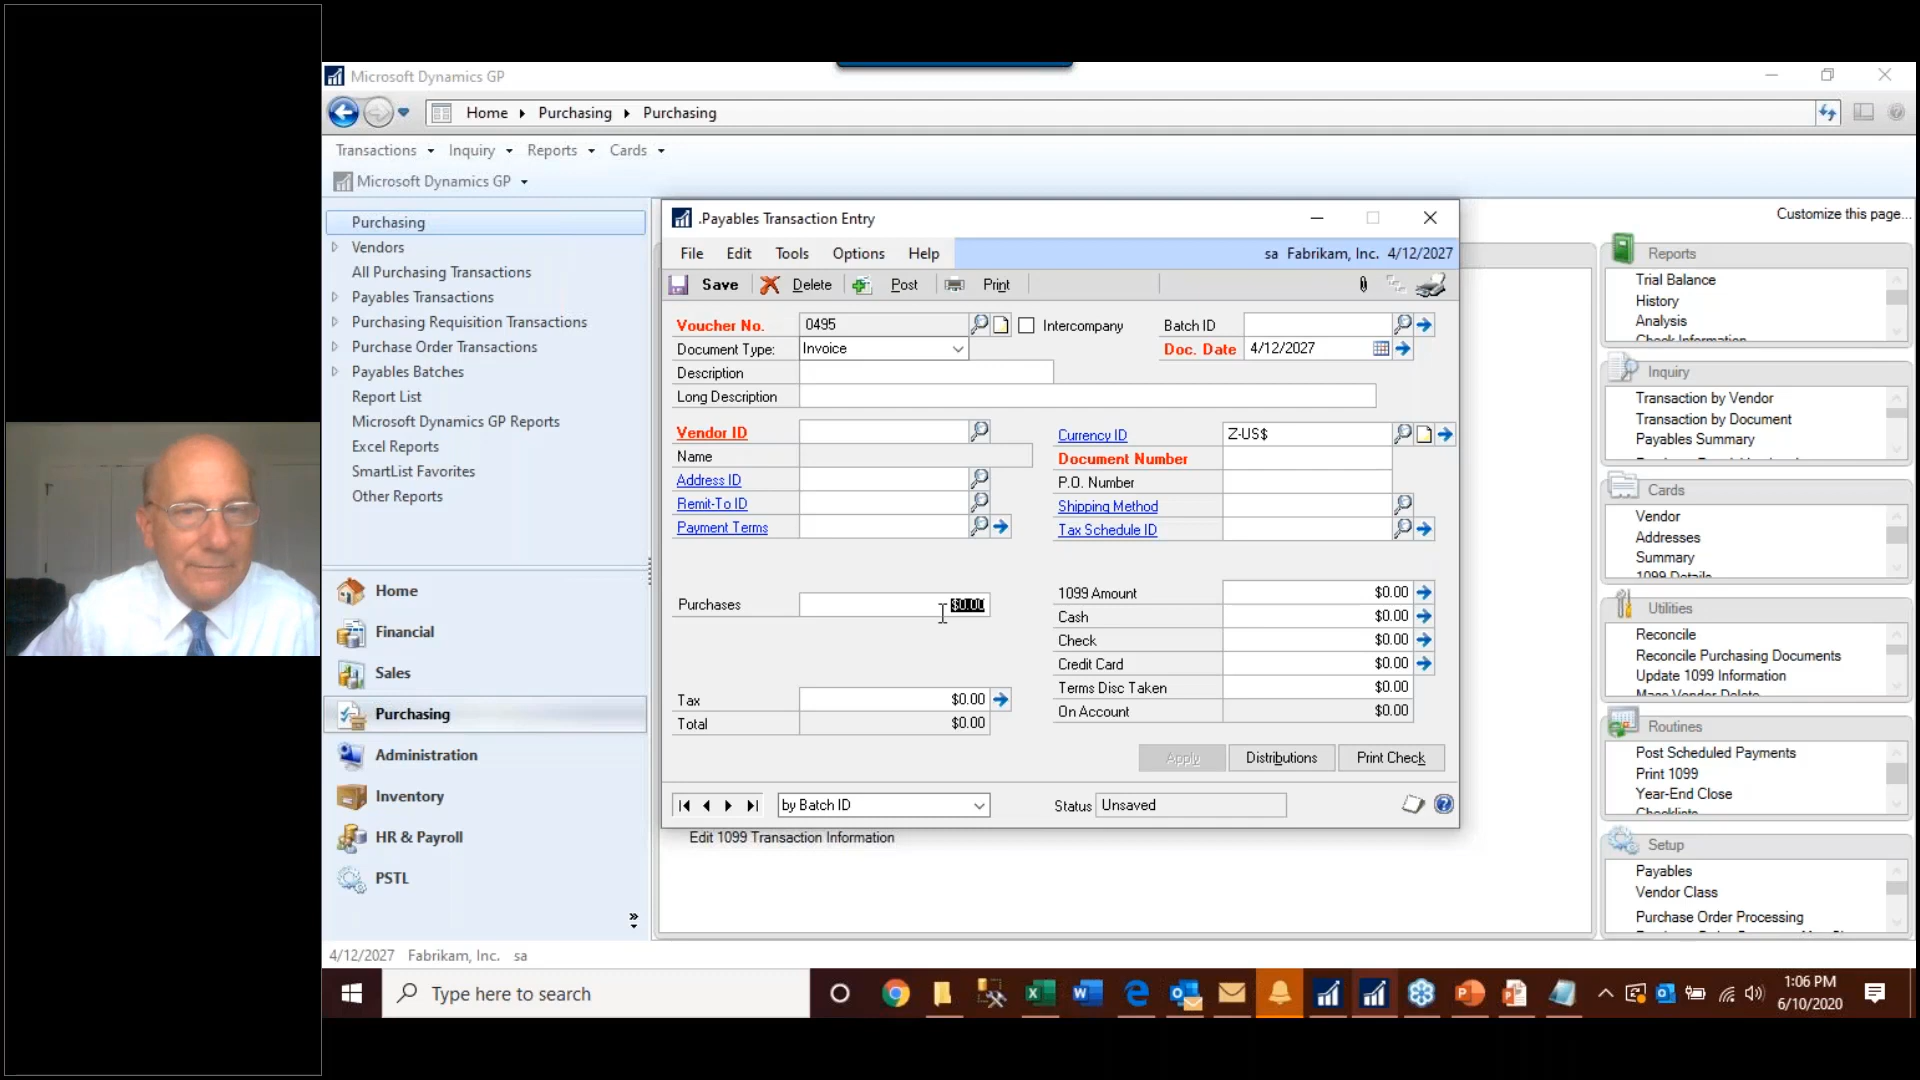 Microsoft Dynamics GP
Home Purchasing Purchasing
Transactions Inquiry Reports Cards
Microsoft Dynamics GP
Customize this page...
Purchasing
Vendors
All Purchasing Transactions
Payables Transactions
Purchasing Requisition Transactions
Purchase Order Transactions
Payables Batches
Report List
Microsoft Dynamics GP Reports
Excel Reports
SmartList Favorites
Other Reports
Home
Financial
Sales
Purchasing
Administration
Inventory
HR & Payroll
PSTL
.Payables Transaction Entry
File Edit Tools Options Help sa Fabrikam, Inc. 4/12/2027
Save Delete Post Print
Voucher No. 0495 Intercompany Batch ID
Document Type: Invoice Doc. Date 4/12/2027
Description
Long Description
Vendor ID Currency ID Z-US$
Name Document Number
Address ID P.O. Number
Remit-To ID Shipping Method
Payment Terms Tax Schedule ID
Purchases $0.00
Tax $0.00
Total $0.00
1099 Amount $0.00
Cash $0.00
Check $0.00
Credit Card $0.00
Terms Disc Taken $0.00
On Account $0.00
Apply Distributions Print Check
by Batch ID Status Unsaved
Edit 1099 Transaction Information
Reports
Trial Balance
History
Analysis
Check Information
Inquiry
Transaction by Vendor
Transaction by Document
Payables Summary
Cards
Vendor
Addresses
Summary
1099 Details
Utilities
Reconcile
Reconcile Purchasing Documents
Update 1099 Information
Mass Vendor Delete
Routines
Post Scheduled Payments
Print 1099
Year-End Close
Checklists
Setup
Payables
Vendor Class
Purchase Order Processing
4/12/2027 Fabrikam, Inc. sa
Type here to search
1:06 PM
6/10/2020